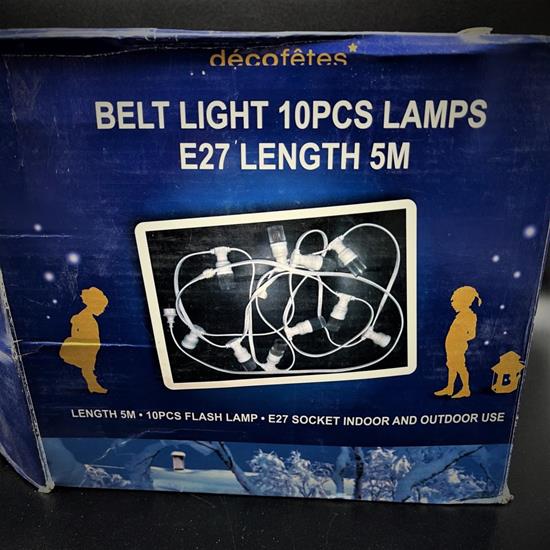 décofêtes
BELT LIGHT 10PCS LAMPS
E27 LENGTH 5M
LENGTH 5M • 10PCS FLASH LAMP • E27 SOCKET INDOOR AND OUTDOOR USE